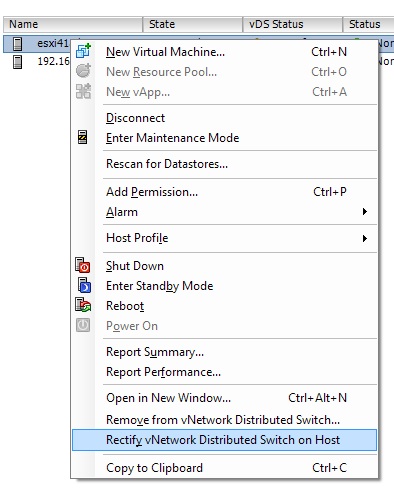 Name State vDS Status Status
esxi41
192.16
New Virtual Machine... Ctrl+N
New Resource Pool... Ctrl+O
New vApp... Ctrl+A
Disconnect
Enter Maintenance Mode
Rescan for Datastores...
Add Permission... Ctrl+P
Alarm
Host Profile
Shut Down
Enter Standby Mode
Reboot
Power On
Report Summary...
Report Performance...
Open in New Window... Ctrl+Alt+N
Remove from vNetwork Distributed Switch...
Rectify vNetwork Distributed Switch on Host
Copy to Clipboard Ctrl+C